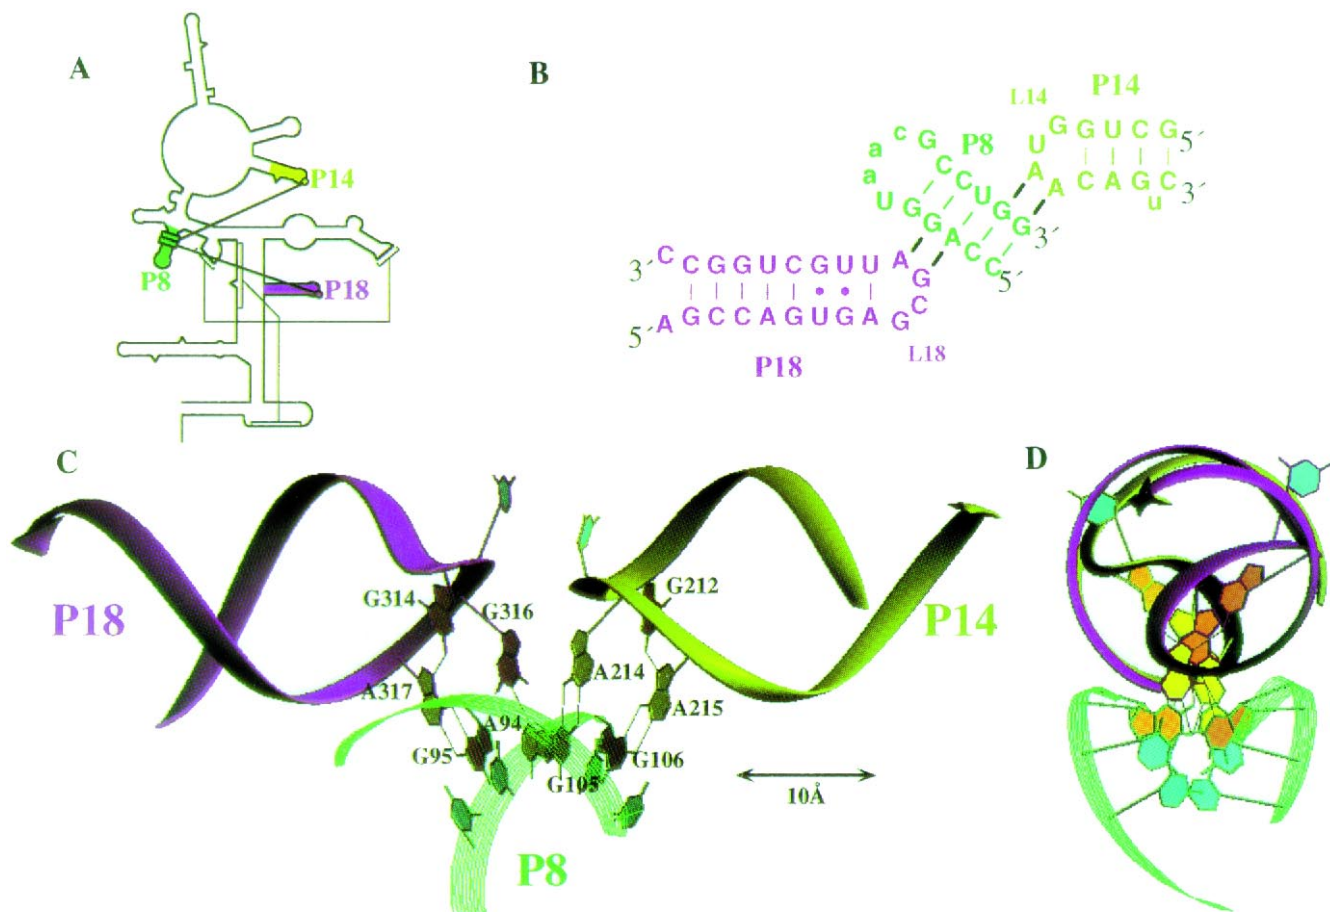 A
P14
P8
P18
B
L14
P14
P8
U G G U C G 5´
A A C A G u C 3´
a a a c G C C U G G 3´
U G G A C C 5´
3´ C C G G U C G U U A G C
5´ A G C C A G U G A G
P18
L18
C
D
P18
G314
G316
G212
P14
A317
A214
A215
G95
A94
G105
G106
10Å
P8